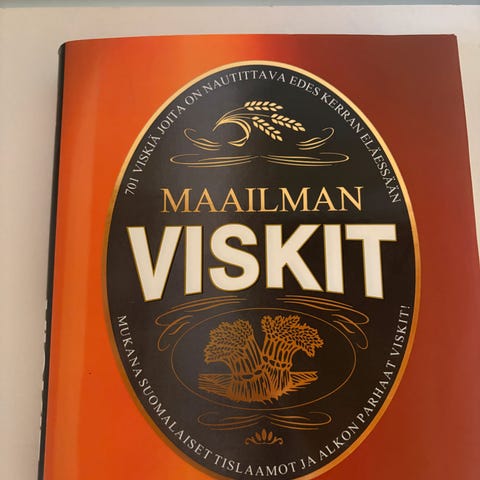 701 VISKIÄ JOITA ON NAUTITTAVA EDES KERRAN ELÄESSÄÄN
MAAILMAN
VISKIT
MUKANA SUOMALAISET TISLAAMOT JA ALKON PARHAAT VISKIT!